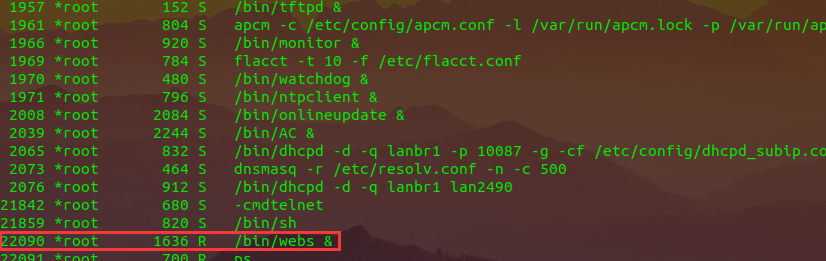 1957 *root 152 S /bin/tftpd &
1961 *root 804 S apcm -c /etc/config/apcm.conf -l /var/run/apcm.lock -p /var/run/ap
1966 *root 920 S /bin/monitor &
1969 *root 784 S flacct -t 10 -f /etc/flacct.conf
1970 *root 480 S /bin/watchdog &
1971 *root 796 S /bin/ntpclient &
2008 *root 2084 S /bin/onlineupdate &
2039 *root 2244 S /bin/AC &
2065 *root 832 S /bin/dhcpd -d -q lanbr1 -p 10087 -g -cf /etc/config/dhcpd_subip.co
2073 *root 464 S dnsmasq -r /etc/resolv.conf -n -c 500
2076 *root 912 S /bin/dhcpd -d -q lanbr1 lan2490
21842 *root 680 S -cmdtelnet
21859 *root 820 S /bin/sh
22090 *root 1636 R /bin/webs &
22091 *root 700 R ps